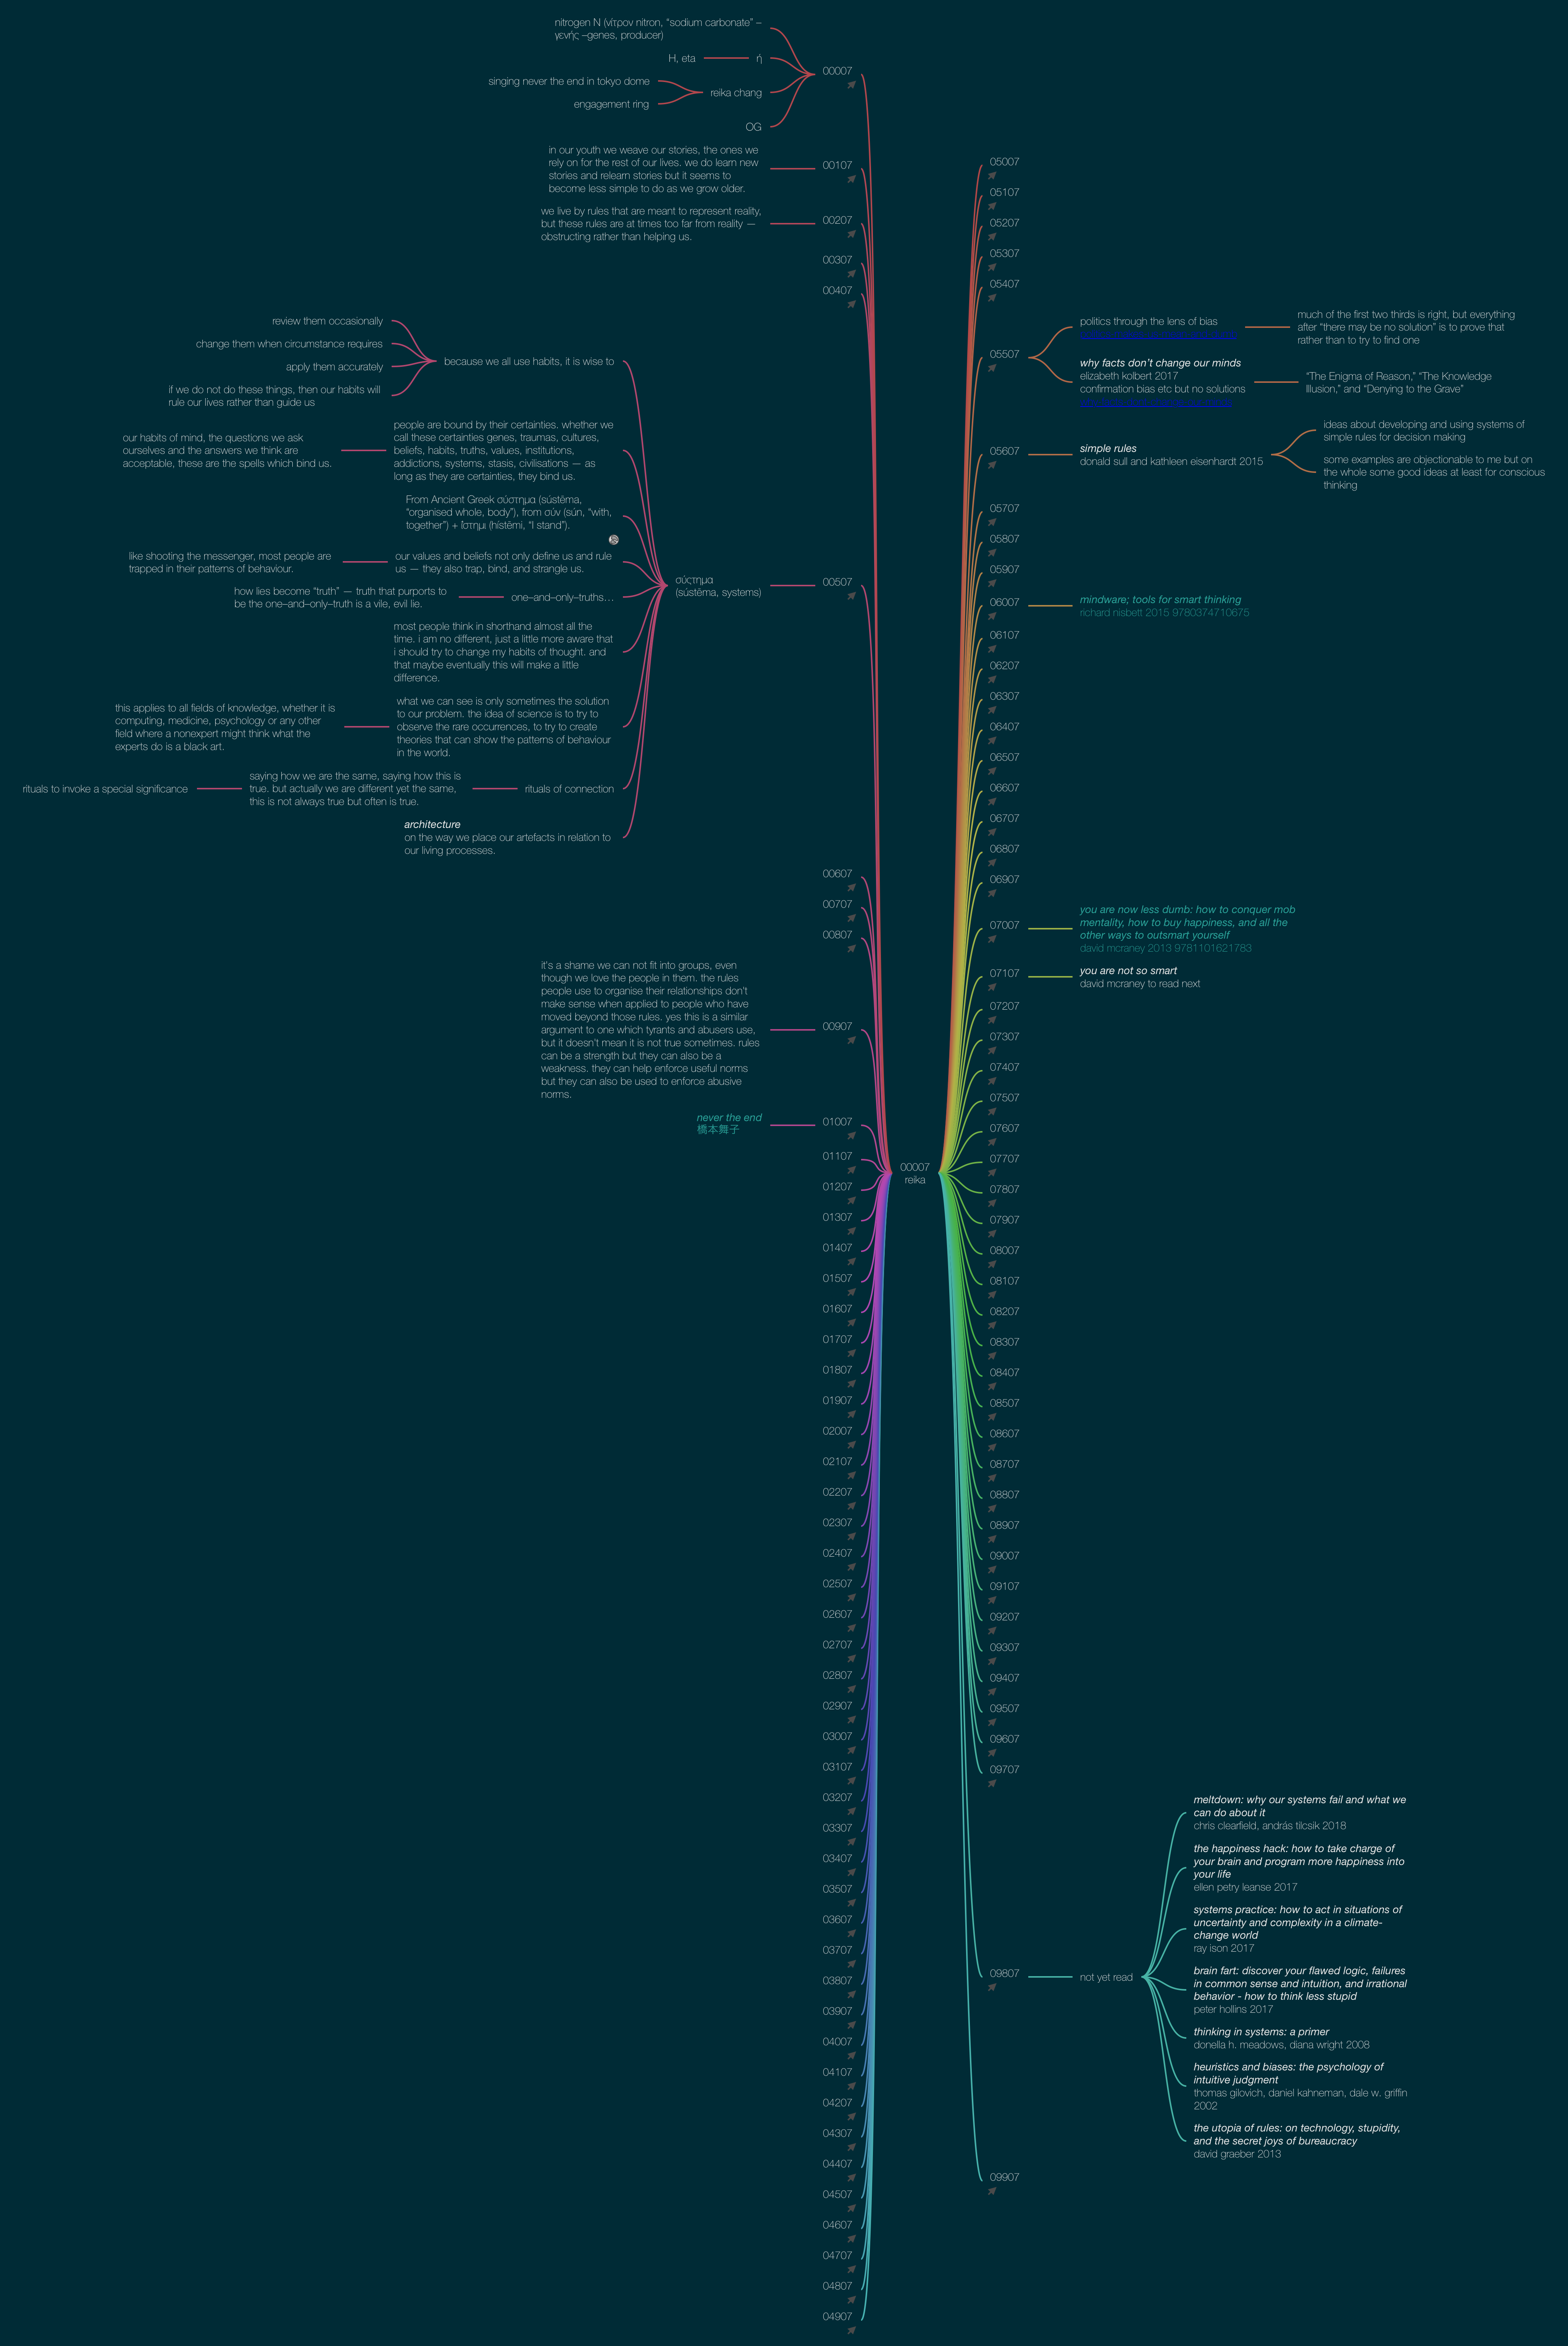 nitrogen N (νίτρον nitron, “sodium carbonate” –
γενής –genes, producer)
H, eta
ή
singing never the end in tokyo dome
engagement ring
reika chang
OG
00007
in our youth we weave our stories, the ones we
rely on for the rest of our lives. we do learn new
stories and relearn stories but it seems to
become less simple to do as we grow older.
00107
we live by rules that are meant to represent reality,
but these rules are at times too far from reality —
obstructing rather than helping us.
00207
00307
00407
review them occasionally
change them when circumstance requires
apply them accurately
if we do not do these things, then our habits will
rule our lives rather than guide us
because we all use habits, it is wise to
our habits of mind, the questions we ask
ourselves and the answers we think are
acceptable, these are the spells which bind us.
people are bound by their certainties. whether we
call these certainties genes, traumas, cultures,
beliefs, habits, truths, values, institutions,
addictions, systems, stasis, civilisations — as
long as they are certainties, they bind us.
From Ancient Greek σύστημα (sústēma,
“organised whole, body”), from σύν (sún, “with,
together”) + ἵστημι (hístēmi, “I stand”).
like shooting the messenger, most people are
trapped in their patterns of behaviour.
our values and beliefs not only define us and rule
us — they also trap, bind, and strangle us.
how lies become “truth” — truth that purports to
be the one–and–only–truth is a vile, evil lie.
one–and–only–truths…
most people think in shorthand almost all the
time. i am no different, just a little more aware that
i should try to change my habits of thought. and
that maybe eventually this will make a little
difference.
this applies to all fields of knowledge, whether it is
computing, medicine, psychology or any other
field where a nonexpert might think what the
experts do is a black art.
what we can see is only sometimes the solution
to our problem. the idea of science is to try to
observe the rare occurrences, to try to create
theories that can show the patterns of behaviour
in the world.
rituals to invoke a special significance
saying how we are the same, saying how this is
true. but actually we are different yet the same,
this is not always true but often is true.
rituals of connection
architecture
on the way we place our artefacts in relation to
our living processes.
σύςτημα
(sústēma, systems)
00507
00607
00707
00807
it’s a shame we can not fit into groups, even
though we love the people in them. the rules
people use to organise their relationships don’t
make sense when applied to people who have
moved beyond those rules. yes this is a similar
argument to one which tyrants and abusers use,
but it doesn’t mean it is not true sometimes. rules
can be a strength but they can also be a
weakness. they can help enforce useful norms
but they can also be used to enforce abusive
norms.
00907
never the end
橋本舞子
01007
01107
01207
01307
01407
01507
01607
01707
01807
01907
02007
02107
02207
02307
02407
02507
02607
02707
02807
02907
03007
03107
03207
03307
03407
03507
03607
03707
03807
03907
04007
04107
04207
04307
04407
04507
04607
04707
04807
04907
00007
reika
05007
05107
05207
05307
05407
05507
politics through the lens of bias
much of the first two thirds is right, but everything
after “there may be no solution” is to prove that
rather than to try to find one
why facts don’t change our minds
elizabeth kolbert 2017
confirmation bias etc but no solutions
“The Enigma of Reason,” “The Knowledge
Illusion,” and “Denying to the Grave”
05607
simple rules
donald sull and kathleen eisenhardt 2015
ideas about developing and using systems of
simple rules for decision making
some examples are objectionable to me but on
the whole some good ideas at least for conscious
thinking
05707
05807
05907
06007
mindware; tools for smart thinking
richard nisbett 2015 9780374710675
06107
06207
06307
06407
06507
06607
06707
06807
06907
07007
you are now less dumb: how to conquer mob
mentality, how to buy happiness, and all the
other ways to outsmart yourself
david mcraney 2013 9781101621783
07107
you are not so smart
david mcraney to read next
07207
07307
07407
07507
07607
07707
07807
07907
08007
08107
08207
08307
08407
08507
08607
08707
08807
08907
09007
09107
09207
09307
09407
09507
09607
09707
09807
not yet read
meltdown: why our systems fail and what we
can do about it
chris clearfield, andrás tilcsik 2018
the happiness hack: how to take charge of
your brain and program more happiness into
your life
ellen petry leanse 2017
systems practice: how to act in situations of
uncertainty and complexity in a climate-
change world
ray ison 2017
brain fart: discover your flawed logic, failures
in common sense and intuition, and irrational
behavior - how to think less stupid
peter hollins 2017
thinking in systems: a primer
donella h. meadows, diana wright 2008
heuristics and biases: the psychology of
intuitive judgment
thomas gilovich, daniel kahneman, dale w. griffin
2002
the utopia of rules: on technology, stupidity,
and the secret joys of bureaucracy
david graeber 2013
09907